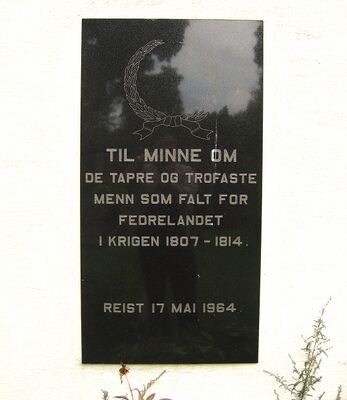 TIL MINNE OM
DE TAPRE OG TROFASTE
MENN SOM FALT FOR
FEDRELANDET
I KRIGEN 1807 - 1814.
REIST 17 MAI 1964.